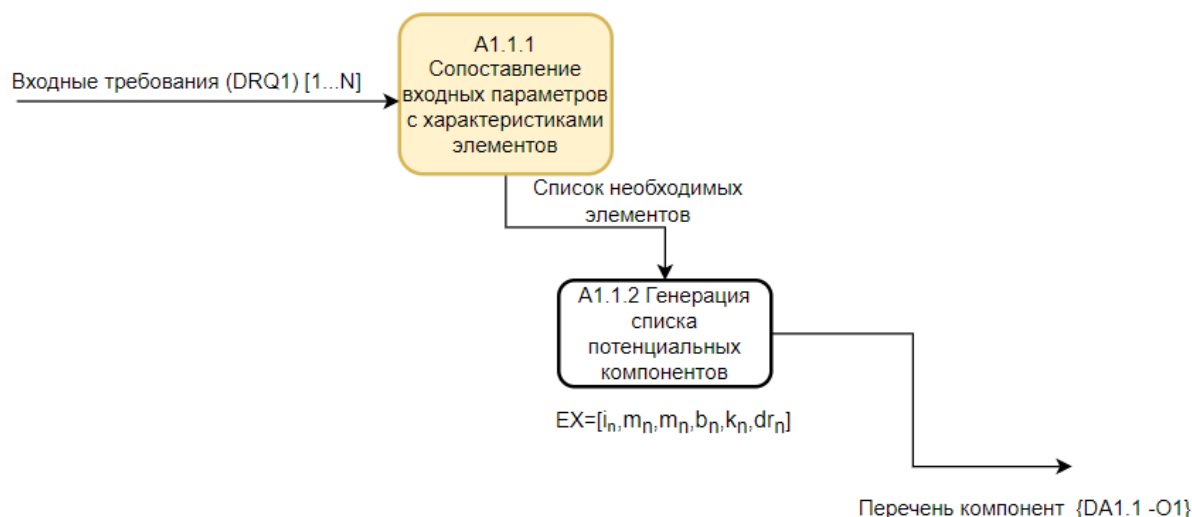 A1.1.1
Сопоставление
входных параметров
с характеристиками
элементов
Входные требования (DRQ1) [1...N]
Список необходимых
элементов
A1.1.2 Генерация
списка
потенциальных
компонентов
EX=[iₙ,mₙ,mₙ,bₙ,kₙ,drₙ]
Перечень компонент {DA1.1 -O1}